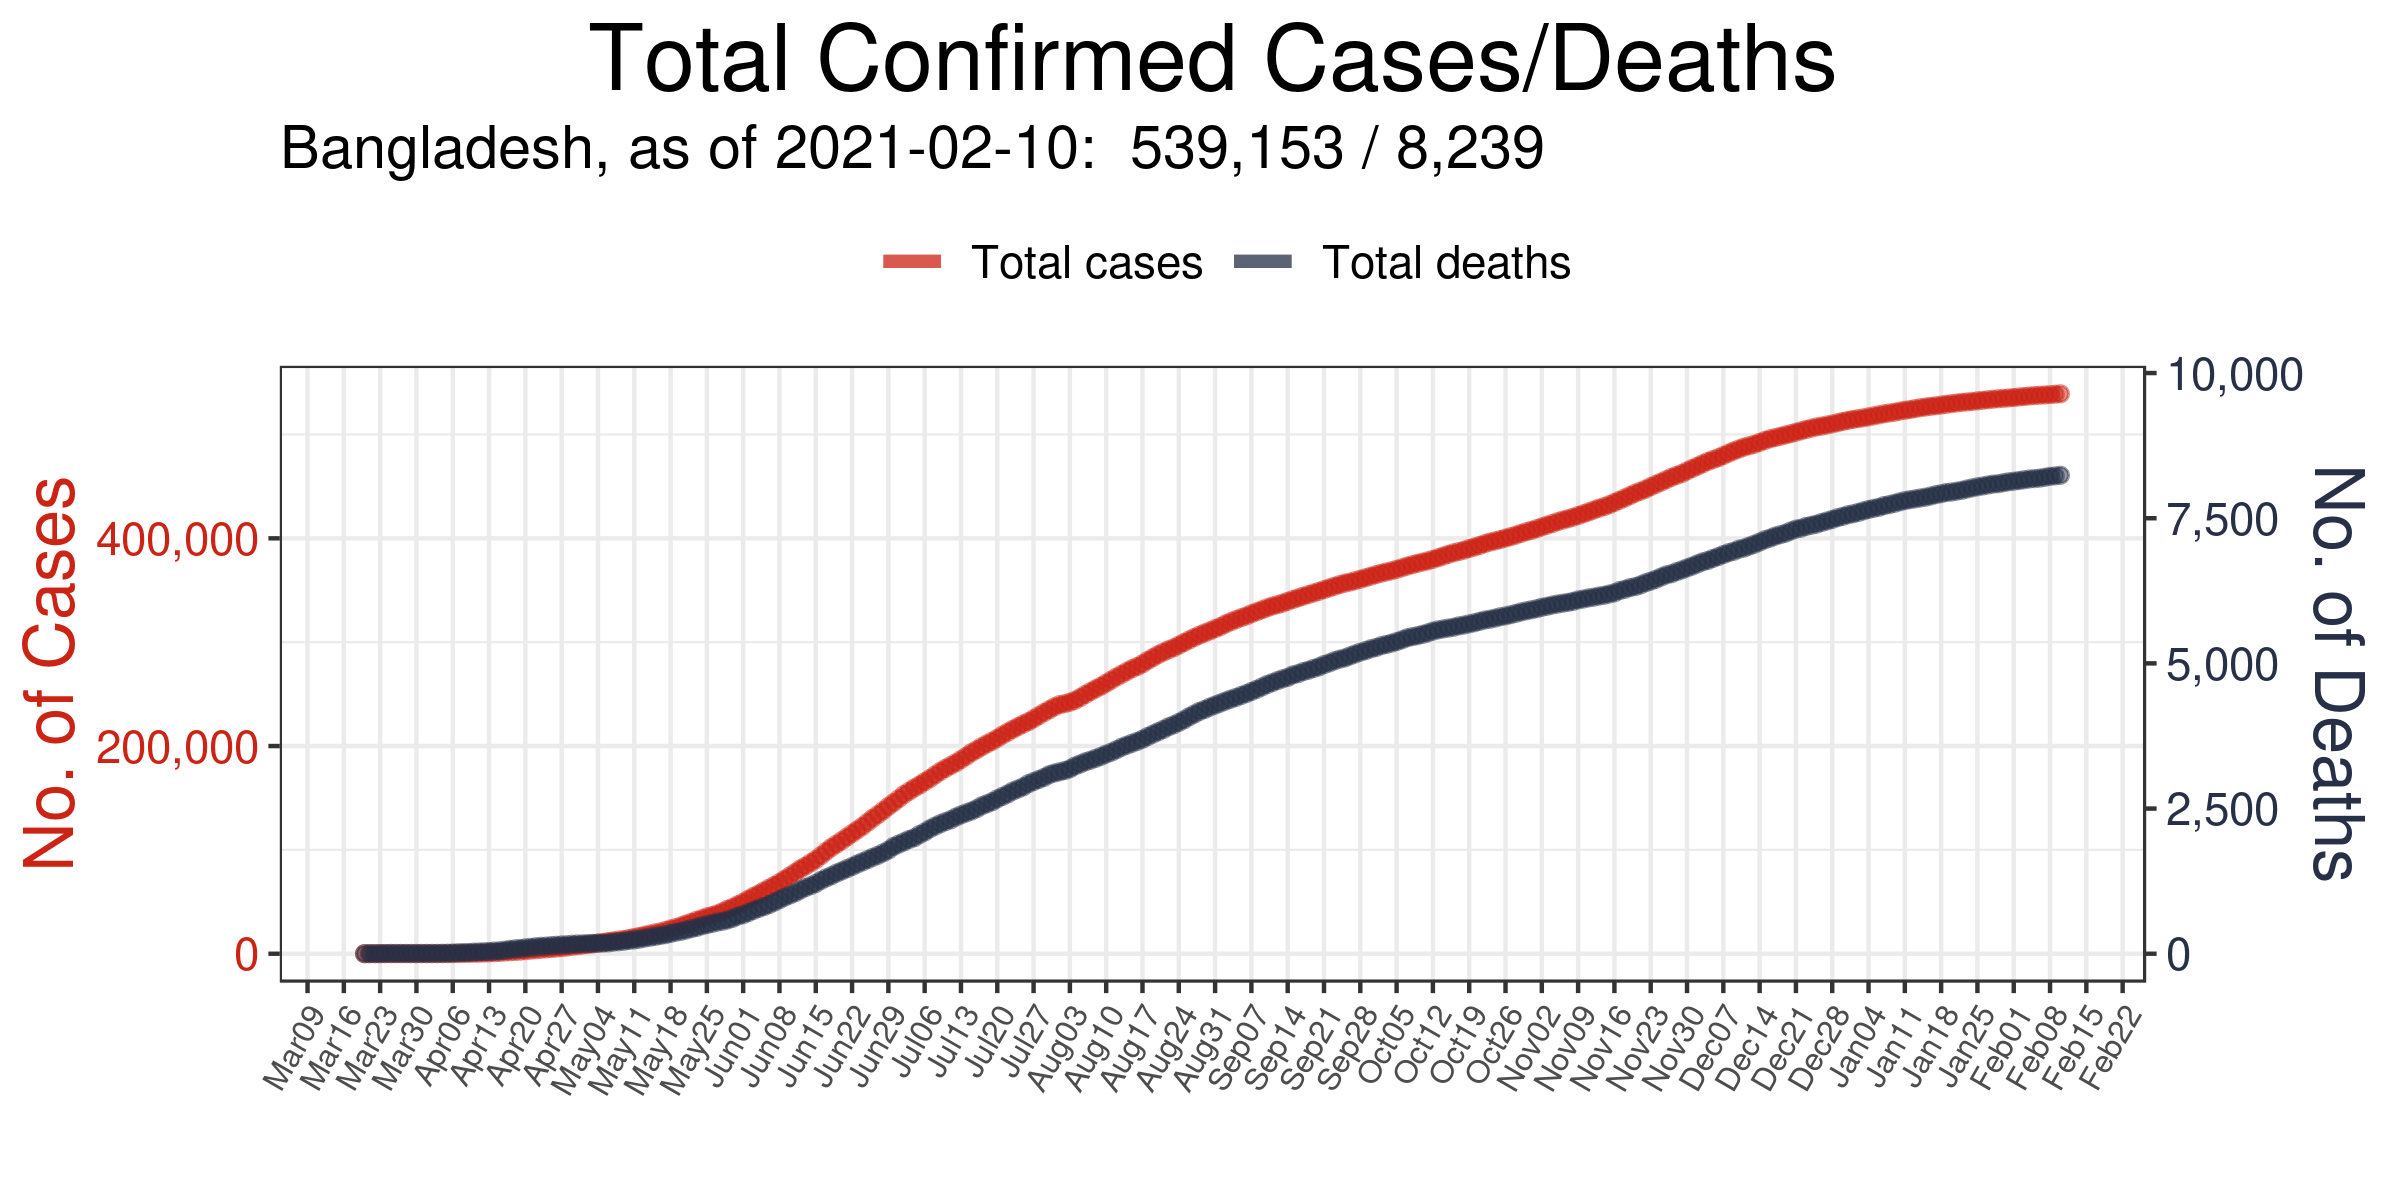 Total Confirmed Cases/Deaths
Bangladesh, as of 2021-02-10:  539,153 / 8,239
Total cases
Total deaths
No. of Cases
400,000
200,000
0
10,000
7,500
5,000
2,500
0
No. of Deaths
Mar09
Mar16
Mar23
Mar30
Apr06
Apr13
Apr20
Apr27
May04
May11
May18
May25
Jun01
Jun08
Jun15
Jun22
Jun29
Jul06
Jul13
Jul20
Jul27
Aug03
Aug10
Aug17
Aug24
Aug31
Sep07
Sep14
Sep21
Sep28
Oct05
Oct12
Oct19
Oct26
Nov02
Nov09
Nov16
Nov23
Nov30
Dec07
Dec14
Dec21
Dec28
Jan04
Jan11
Jan18
Jan25
Feb01
Feb08
Feb15
Feb22